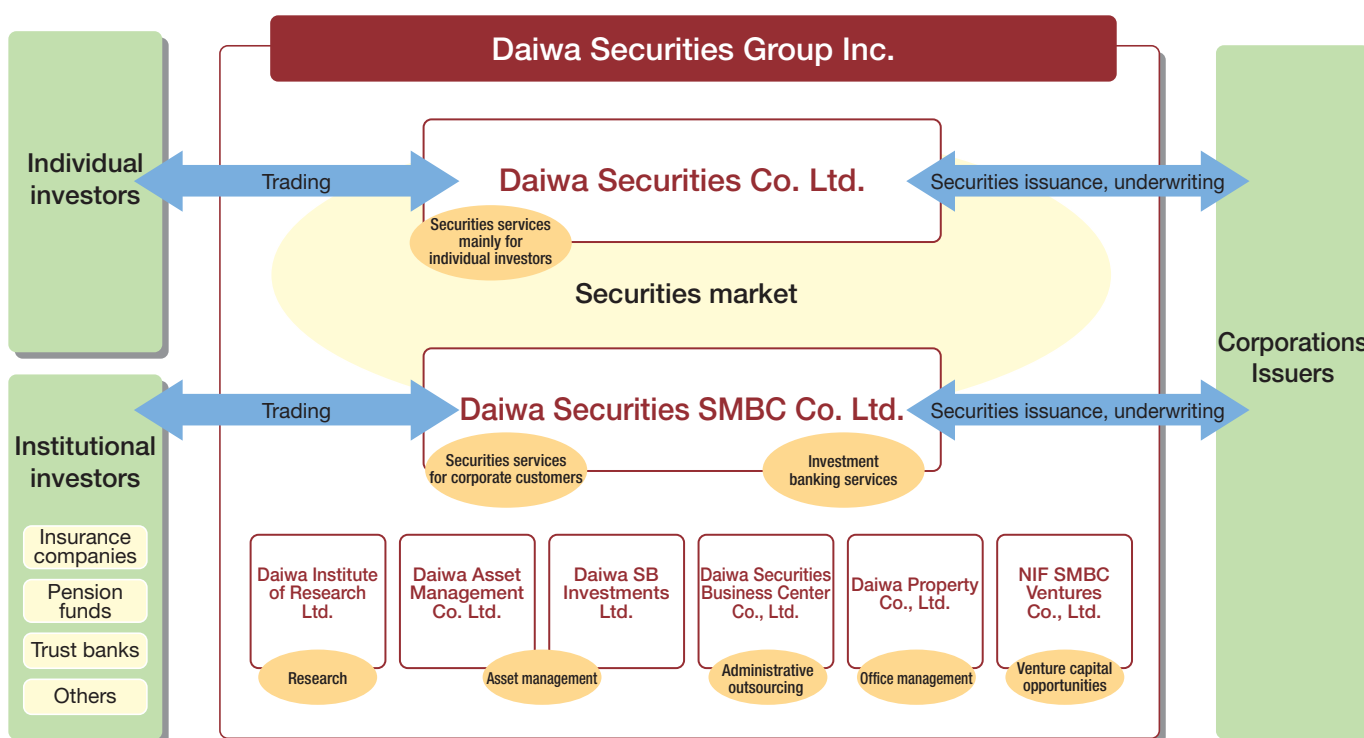 Daiwa Securities Group Inc.
Individual
investors
Trading
Daiwa Securities Co. Ltd.
Securities issuance, underwriting
Securities services
mainly for
individual investors
Securities market
Corporations
Issuers
Institutional
investors
Trading
Daiwa Securities SMBC Co. Ltd.
Securities issuance, underwriting
Securities services
for corporate customers
Investment
banking services
Insurance
companies
Pension
funds
Trust banks
Others
Daiwa Institute
of Research
Ltd.
Research
Daiwa Asset
Management
Co. Ltd.
Daiwa SB
Investments
Ltd.
Asset management
Daiwa Securities
Business Center
Co., Ltd.
Administrative
outsourcing
Daiwa Property
Co., Ltd.
Office management
NIF SMBC
Ventures
Co., Ltd.
Venture capital
opportunities